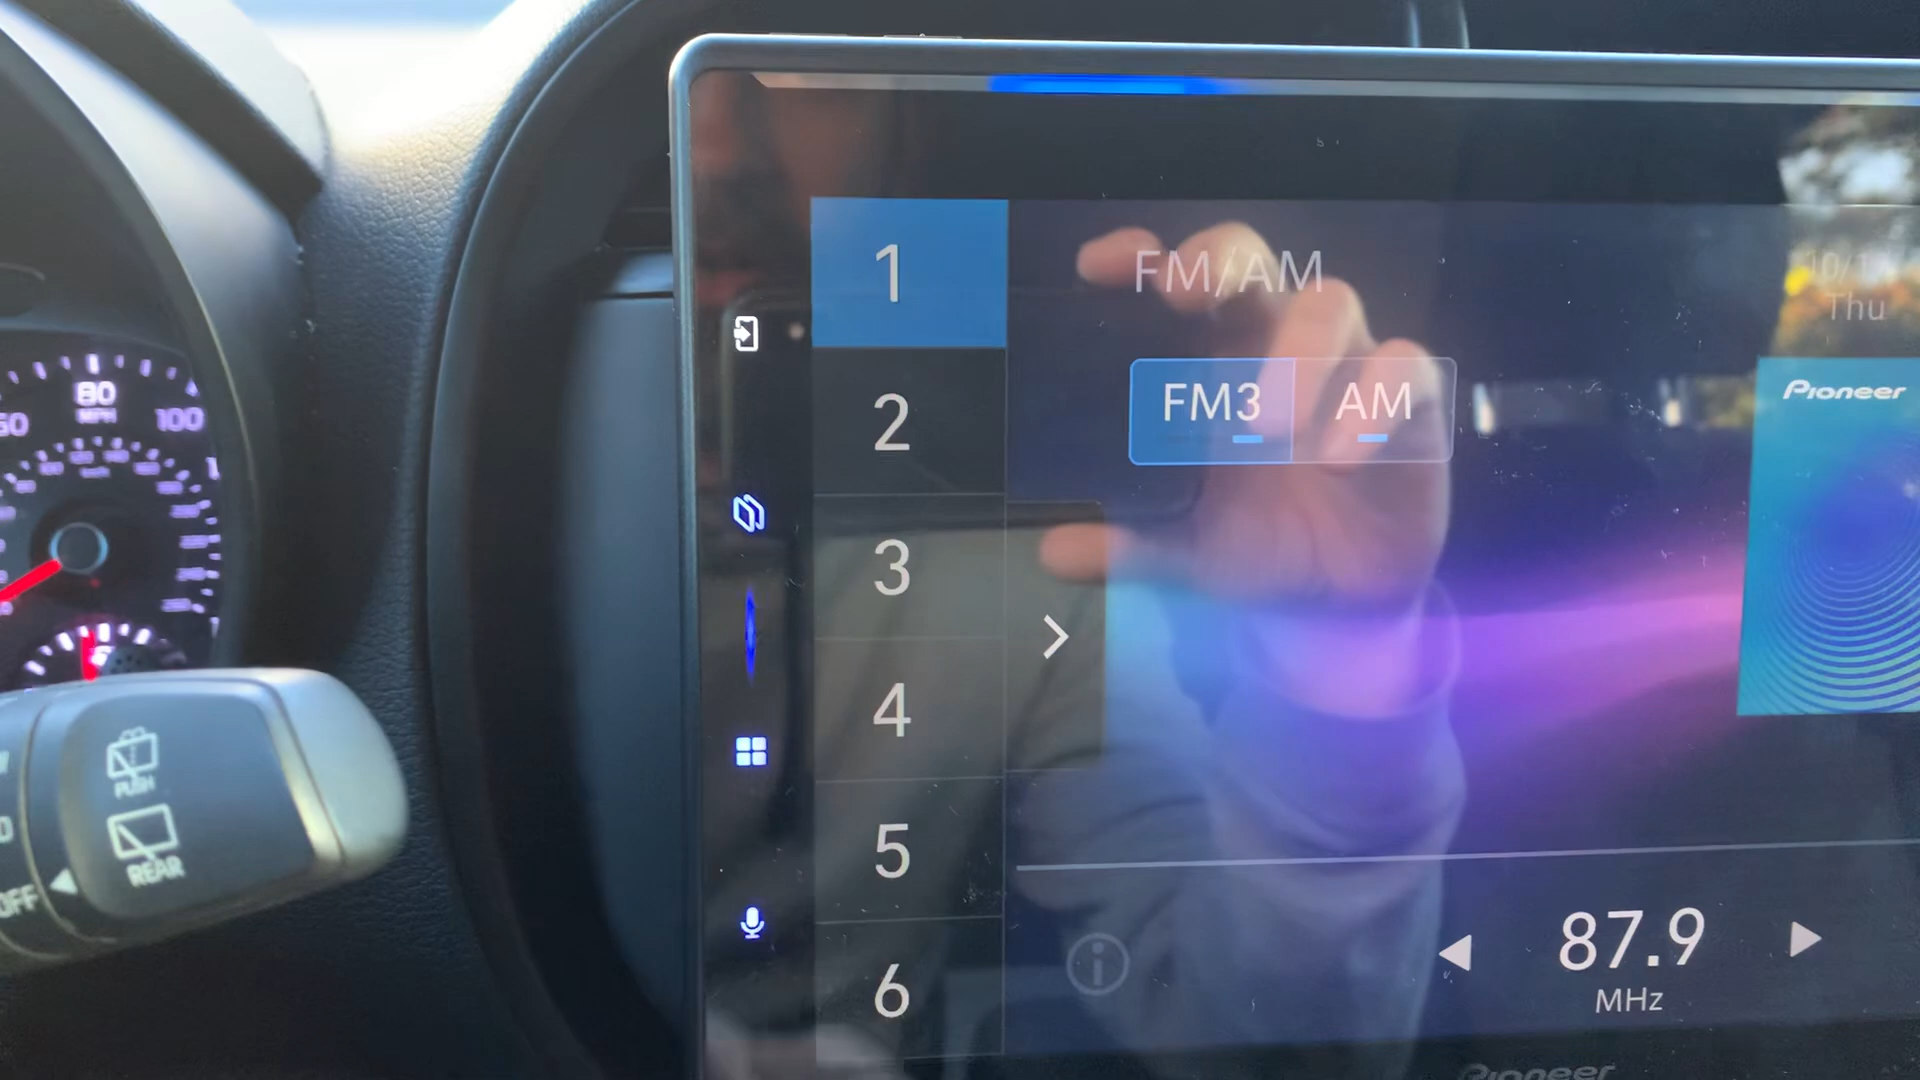 80
MPH
100
PUSH
REAR
OFF
1
2
3
4
5
6
FM/AM
FM3
AM
Thu
Pioneer
87.9
MHz
Pioneer